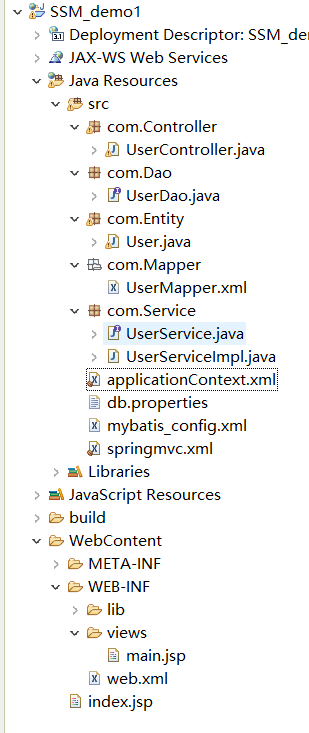 SSM_demo1
Deployment Descriptor: SSM_de
JAX-WS Web Services
Java Resources
src
com.Controller
UserController.java
com.Dao
UserDao.java
com.Entity
User.java
com.Mapper
UserMapper.xml
com.Service
UserService.java
UserServiceImpl.java
applicationContext.xml
db.properties
mybatis_config.xml
springmvc.xml
Libraries
JavaScript Resources
build
WebContent
META-INF
WEB-INF
lib
views
main.jsp
web.xml
index.jsp